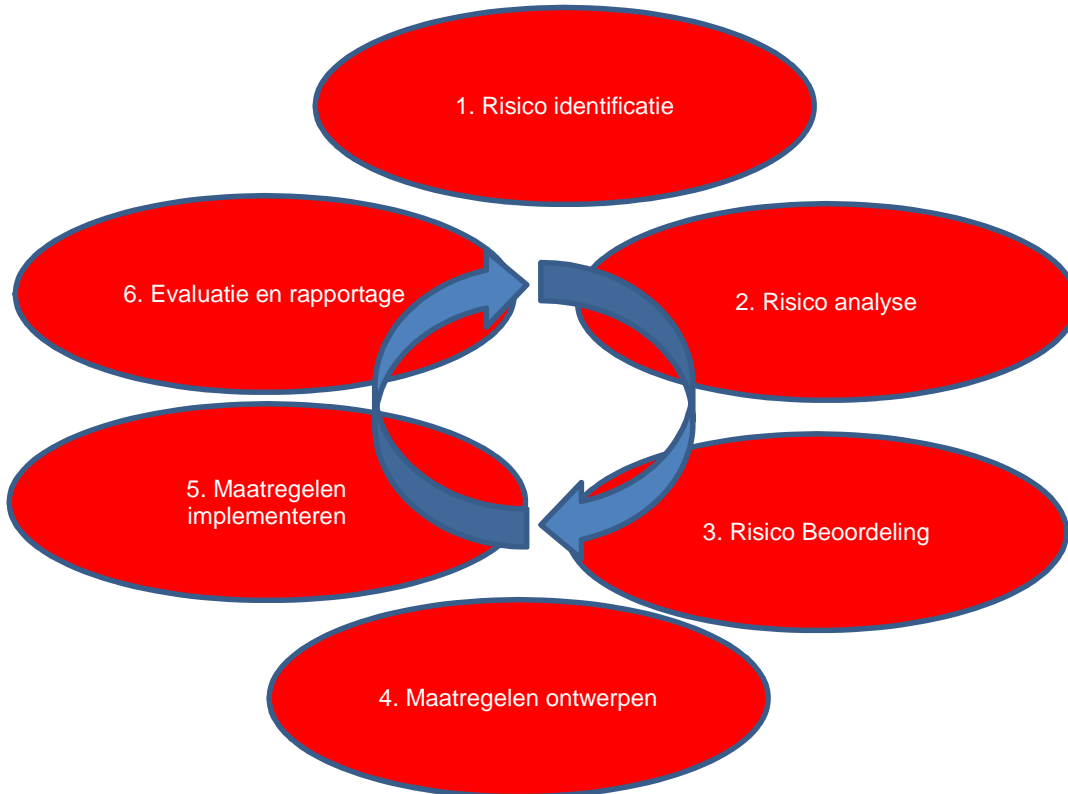 1. Risico identificatie
2. Risico analyse
3. Risico Beoordeling
4. Maatregelen ontwerpen
5. Maatregelen
implementeren
6. Evaluatie en rapportage